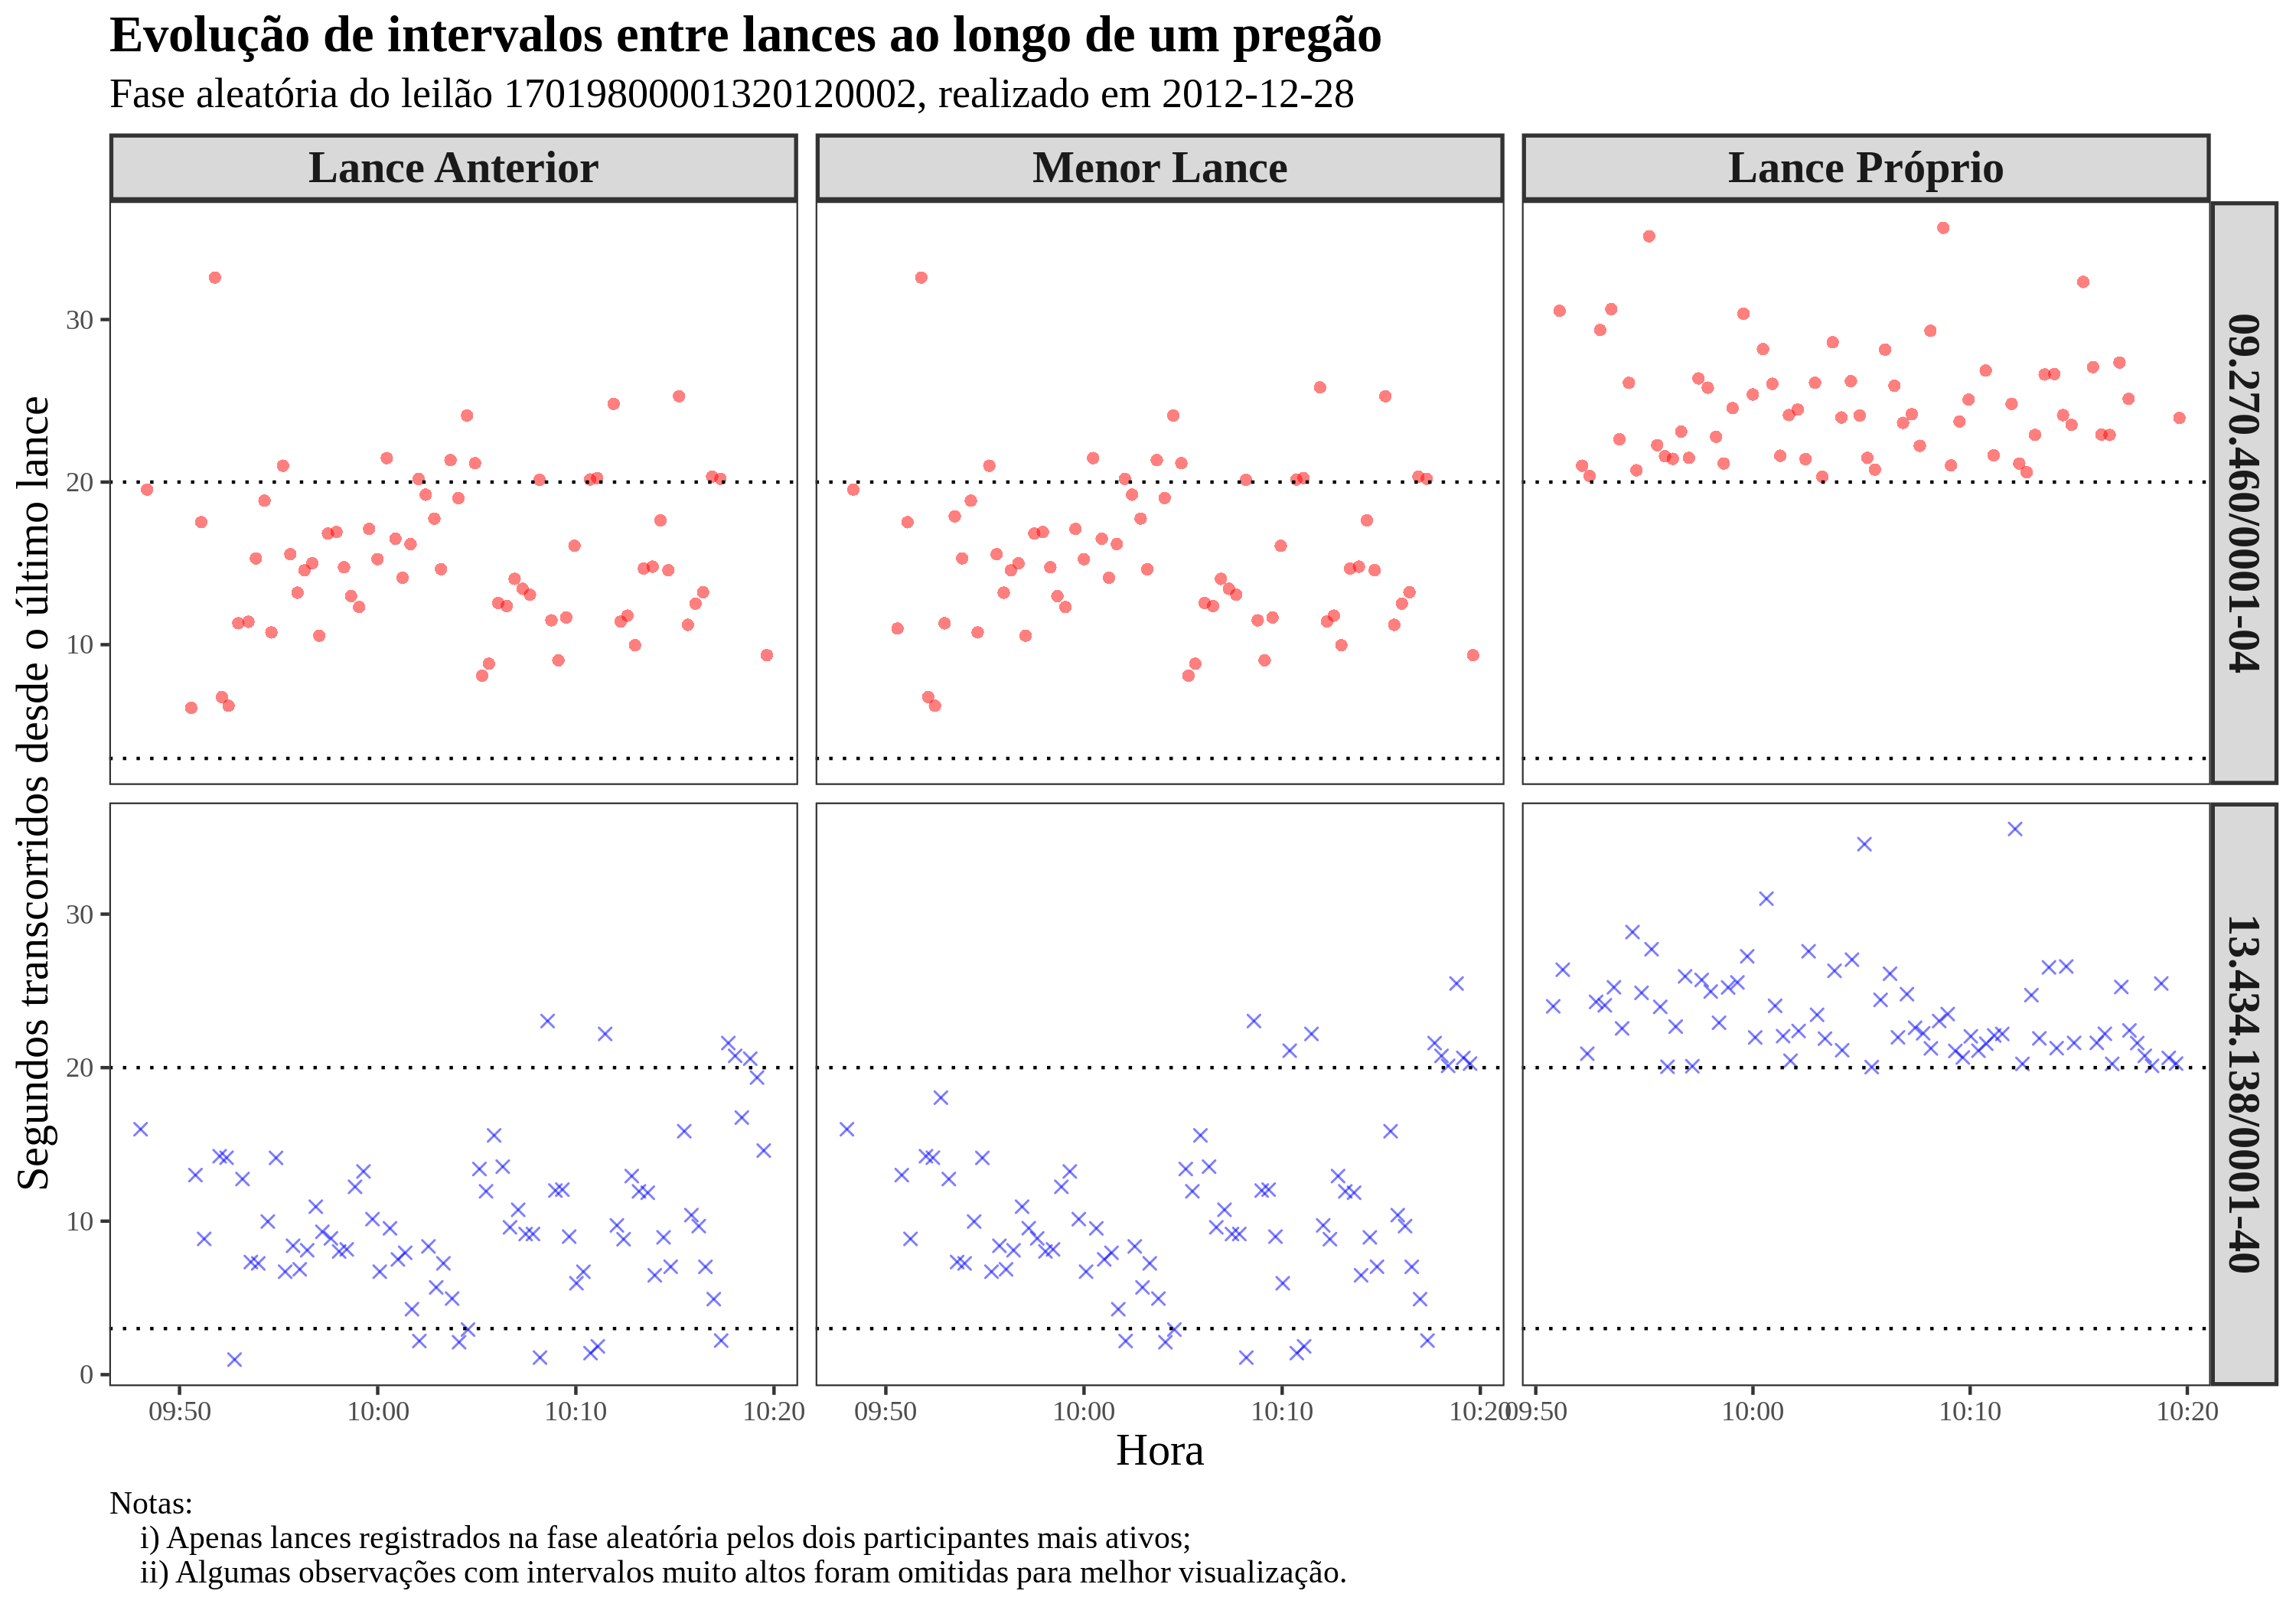 Evolução de intervalos entre lances ao longo de um pregão
Fase aleatória do leilão 17019800001320120002, realizado em 2012-12-28
Lance Anterior
Menor Lance
Lance Próprio
Segundos transcorridos desde o último lance
30
20
10
09.270.460/0001-04
30
20
10
0
13.434.138/0001-40
09:50 10:00 10:10 10:20 09:50 10:00 10:10 10:20 09:50 10:00 10:10 10:20
Hora
Notas:
i) Apenas lances registrados na fase aleatória pelos dois participantes mais ativos;
ii) Algumas observações com intervalos muito altos foram omitidas para melhor visualização.